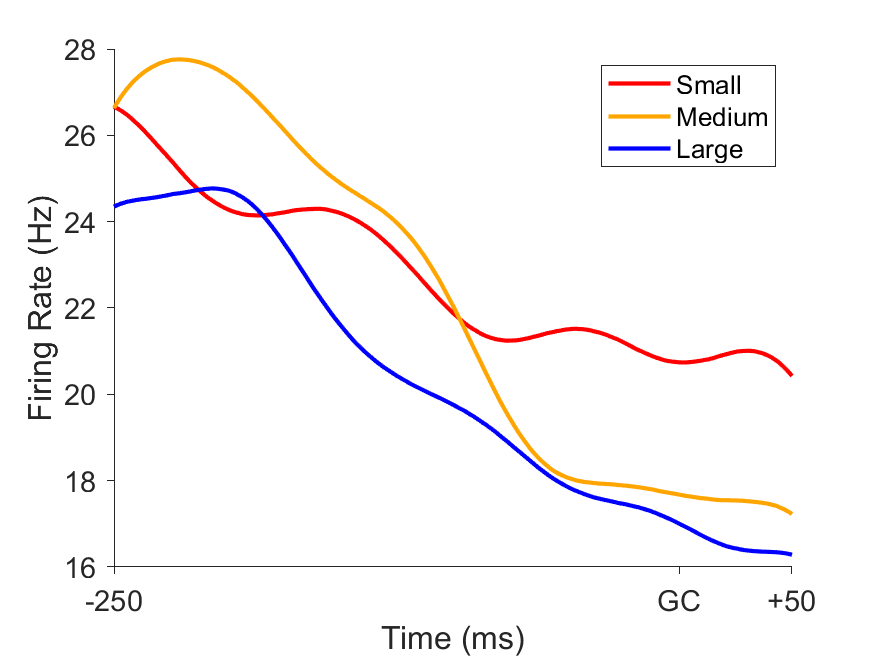 28
26
24
22
20
18
16
Firing Rate (Hz)
Small
Medium
Large
-250
GC
+50
Time (ms)